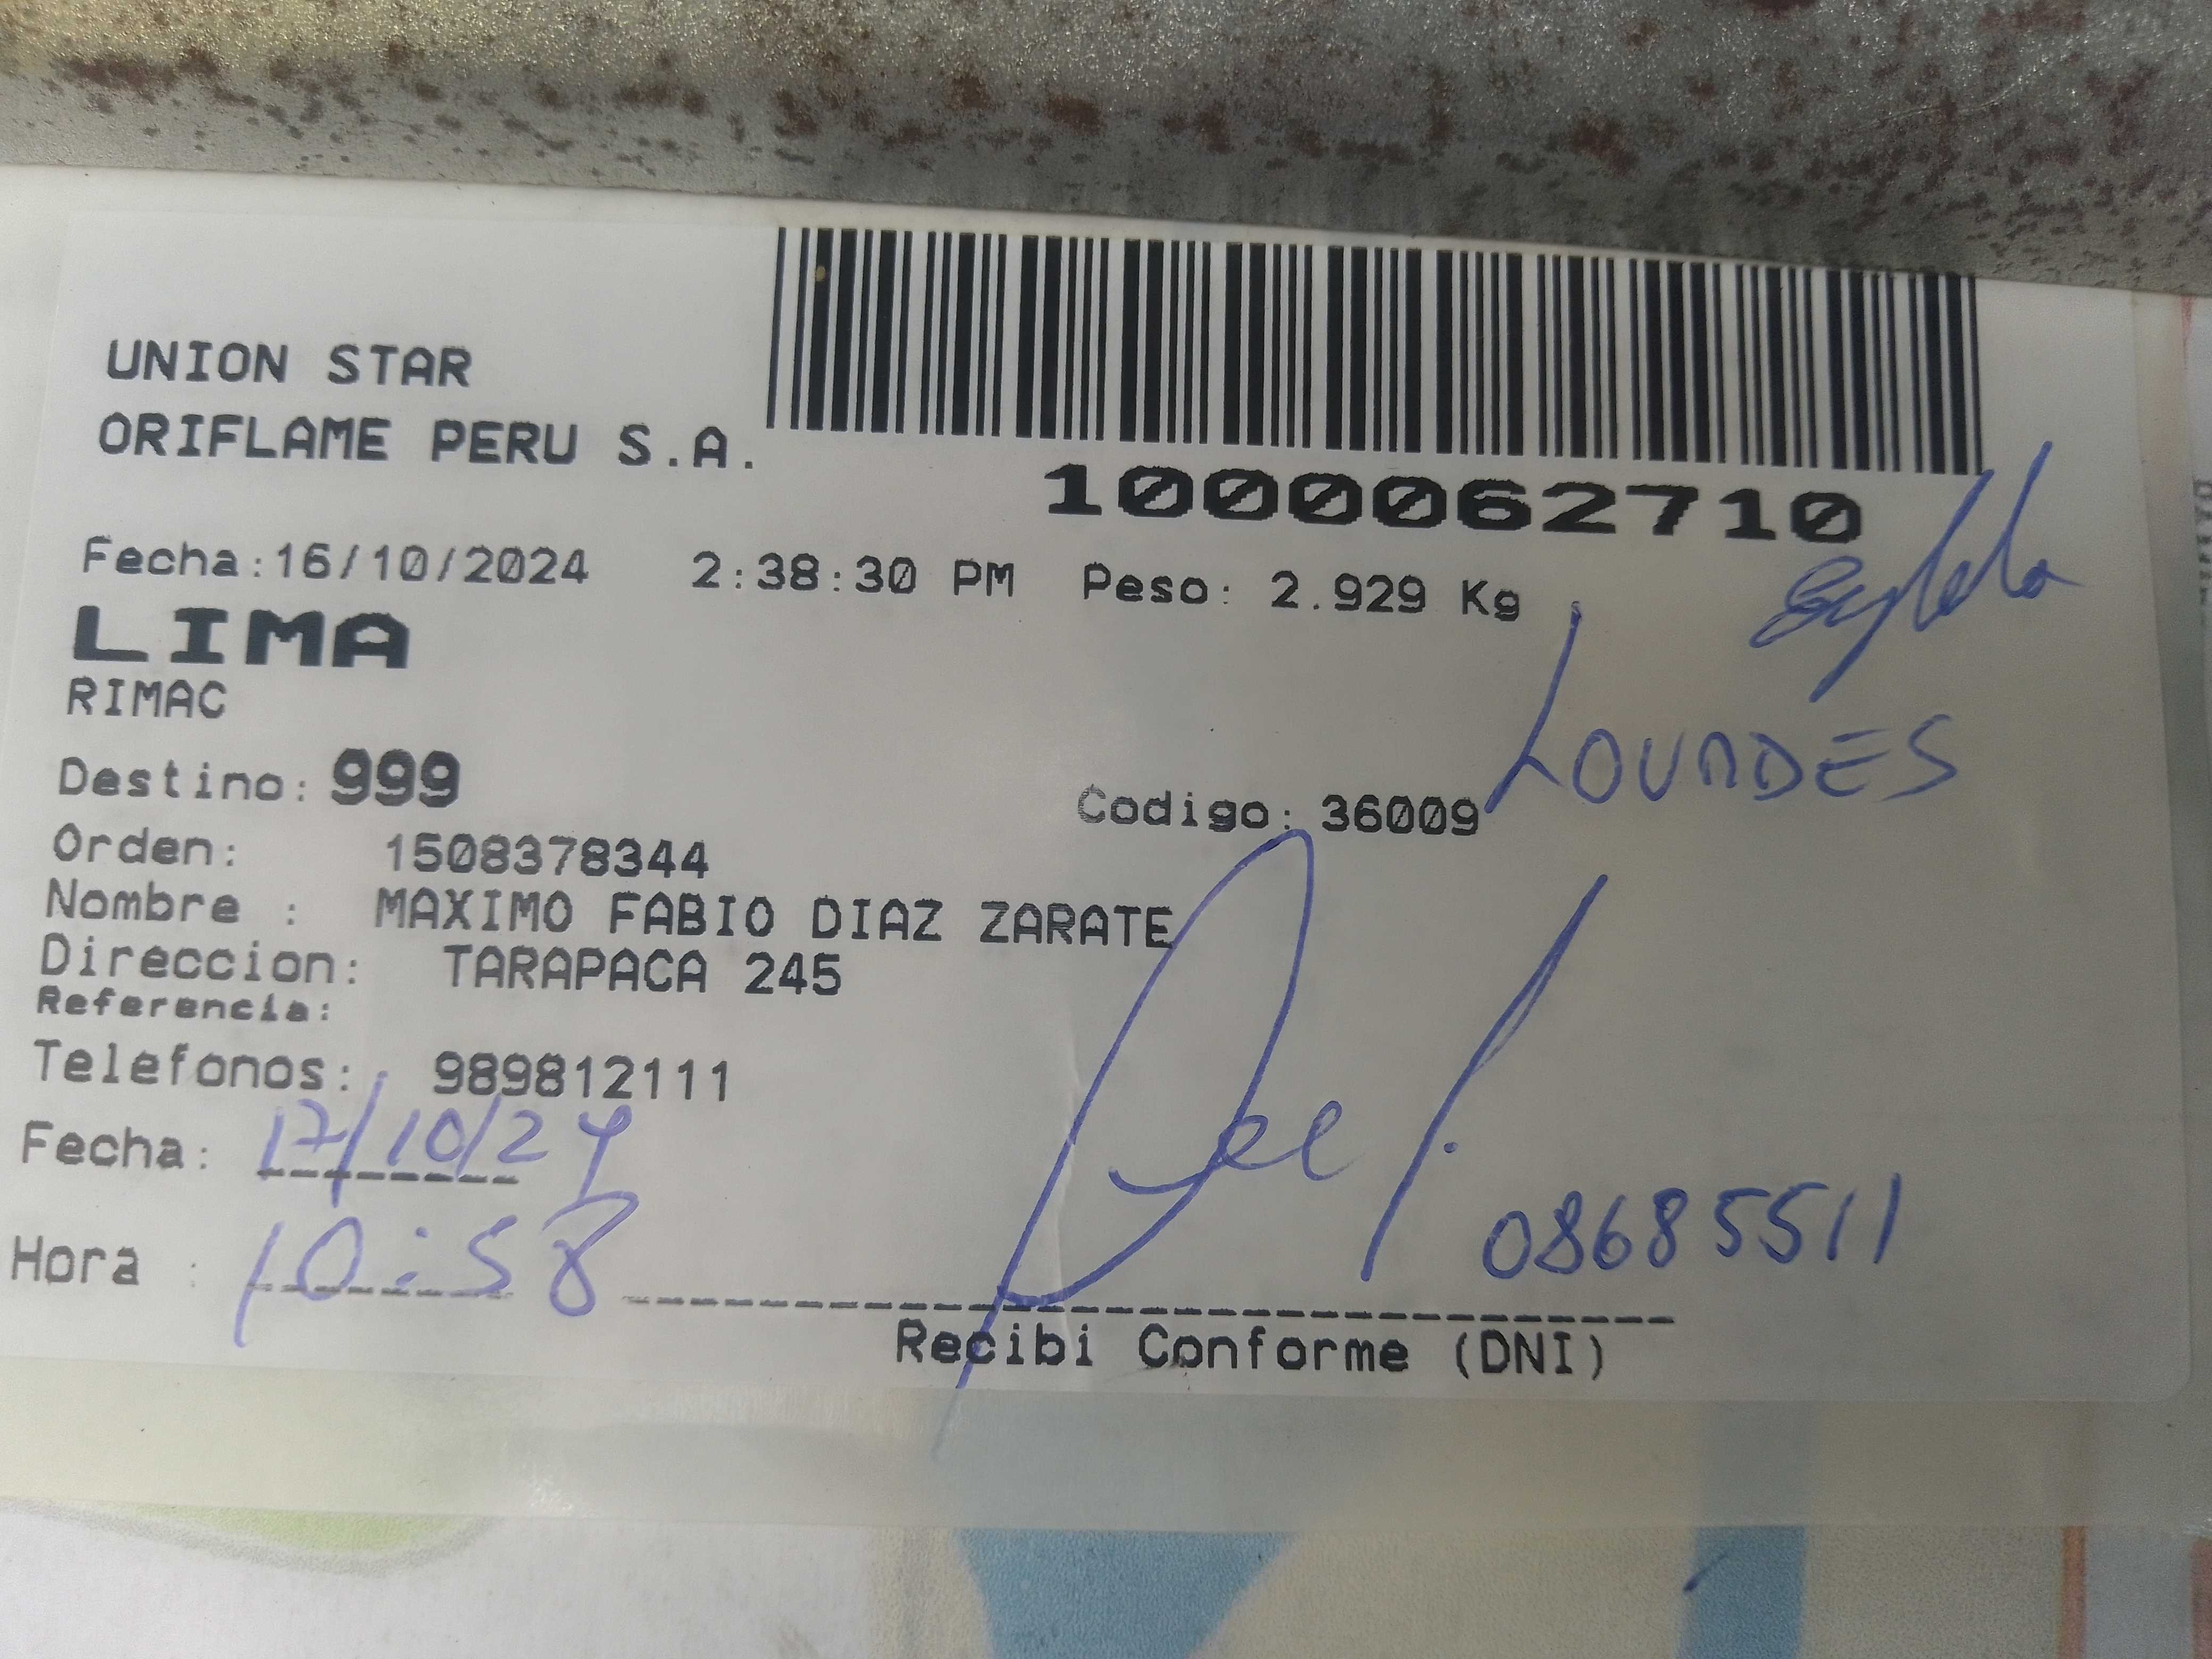 UNION STAR
ORIFLAME PERU S.A.
1000062710
Fecha:16/10/2024 2:38:30 PM Peso: 2.929 Kg
LIMA
RIMAC
LOURDES
Destino: 999 Codigo: 36009
Orden: 1508378344
Nombre : MAXIMO FABIO DIAZ ZARATE
Direccion: TARAPACA 245
Referencia:
Telefonos: 989812111
Fecha: 17/10/24
Hora : 10:58
08685511
Recibi Conforme (DNI)